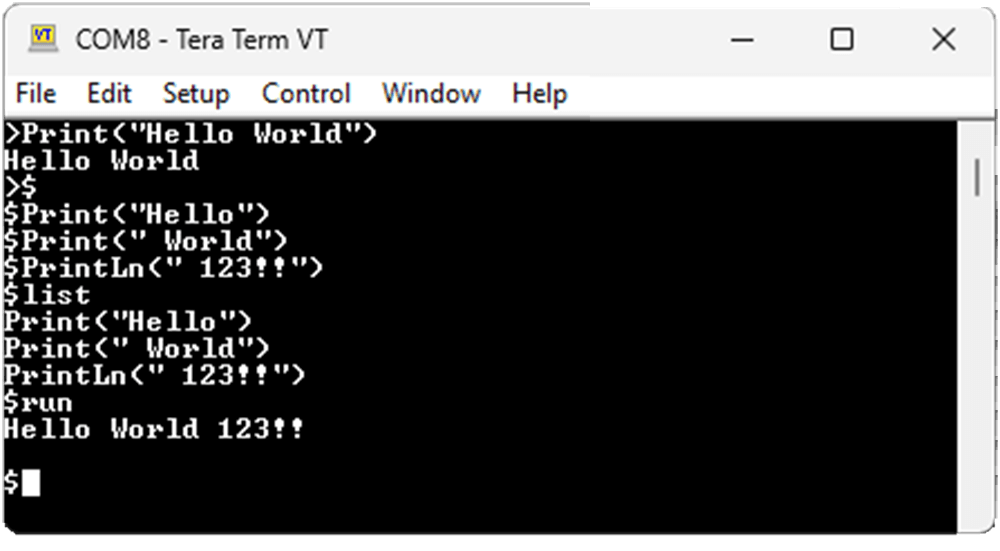 VT COM8 - Tera Term VT
File Edit Setup Control Window Help
>Print("Hello World")
Hello World
>$
$Print("Hello")
$Print(" World")
$PrintLn(" 123!!")
$list
Print("Hello")
Print(" World")
PrintLn(" 123!!")
$run
Hello World 123!!
$